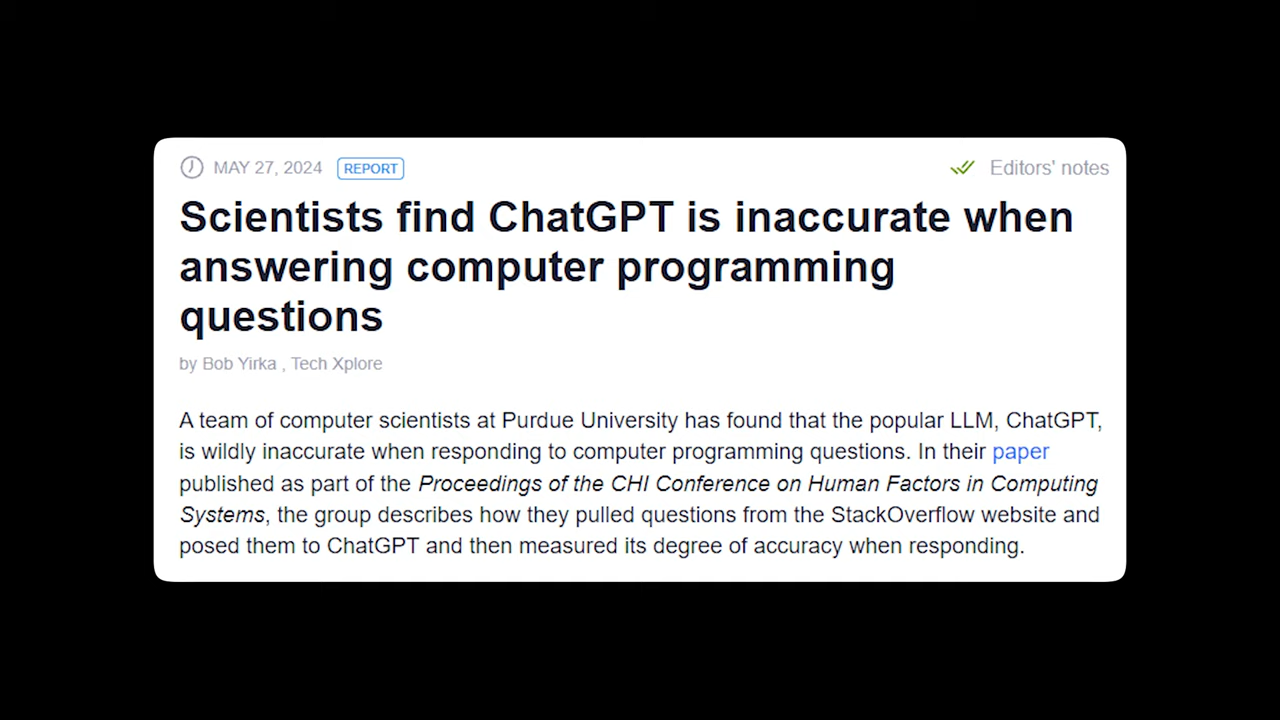 MAY 27, 2024 REPORT Editors' notes
Scientists find ChatGPT is inaccurate when
answering computer programming
questions
by Bob Yirka , Tech Xplore
A team of computer scientists at Purdue University has found that the popular LLM, ChatGPT,
is wildly inaccurate when responding to computer programming questions. In their paper
published as part of the Proceedings of the CHI Conference on Human Factors in Computing
Systems, the group describes how they pulled questions from the StackOverflow website and
posed them to ChatGPT and then measured its degree of accuracy when responding.